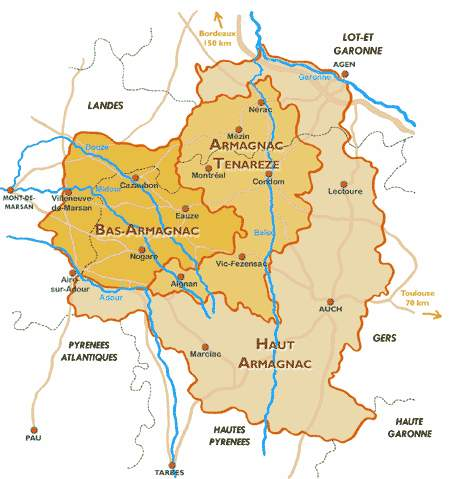 Bordeaux
150 km
LOT-ET
GARONNE
AGEN
Garonne
LANDES
Nérac
Mézin
Douze
ARMAGNAC
TENAREZE
Montréal
Cazaubon
Condom
Lectoure
Midour
MONT-DE-
MARSAN
Villeneuve-
de-Marsan
Eauze
BAS-ARMAGNAC
Baïse
Nogaro
Vic-Fezensac
Aire-
sur-Adour
Aignan
Adour
Toulouse
70 km
AUCH
GERS
PYRENEES
ATLANTIQUES
Marciac
HAUT
ARMAGNAC
HAUTES
PYRENEES
HAUTE
GARONNE
PAU
TARBES